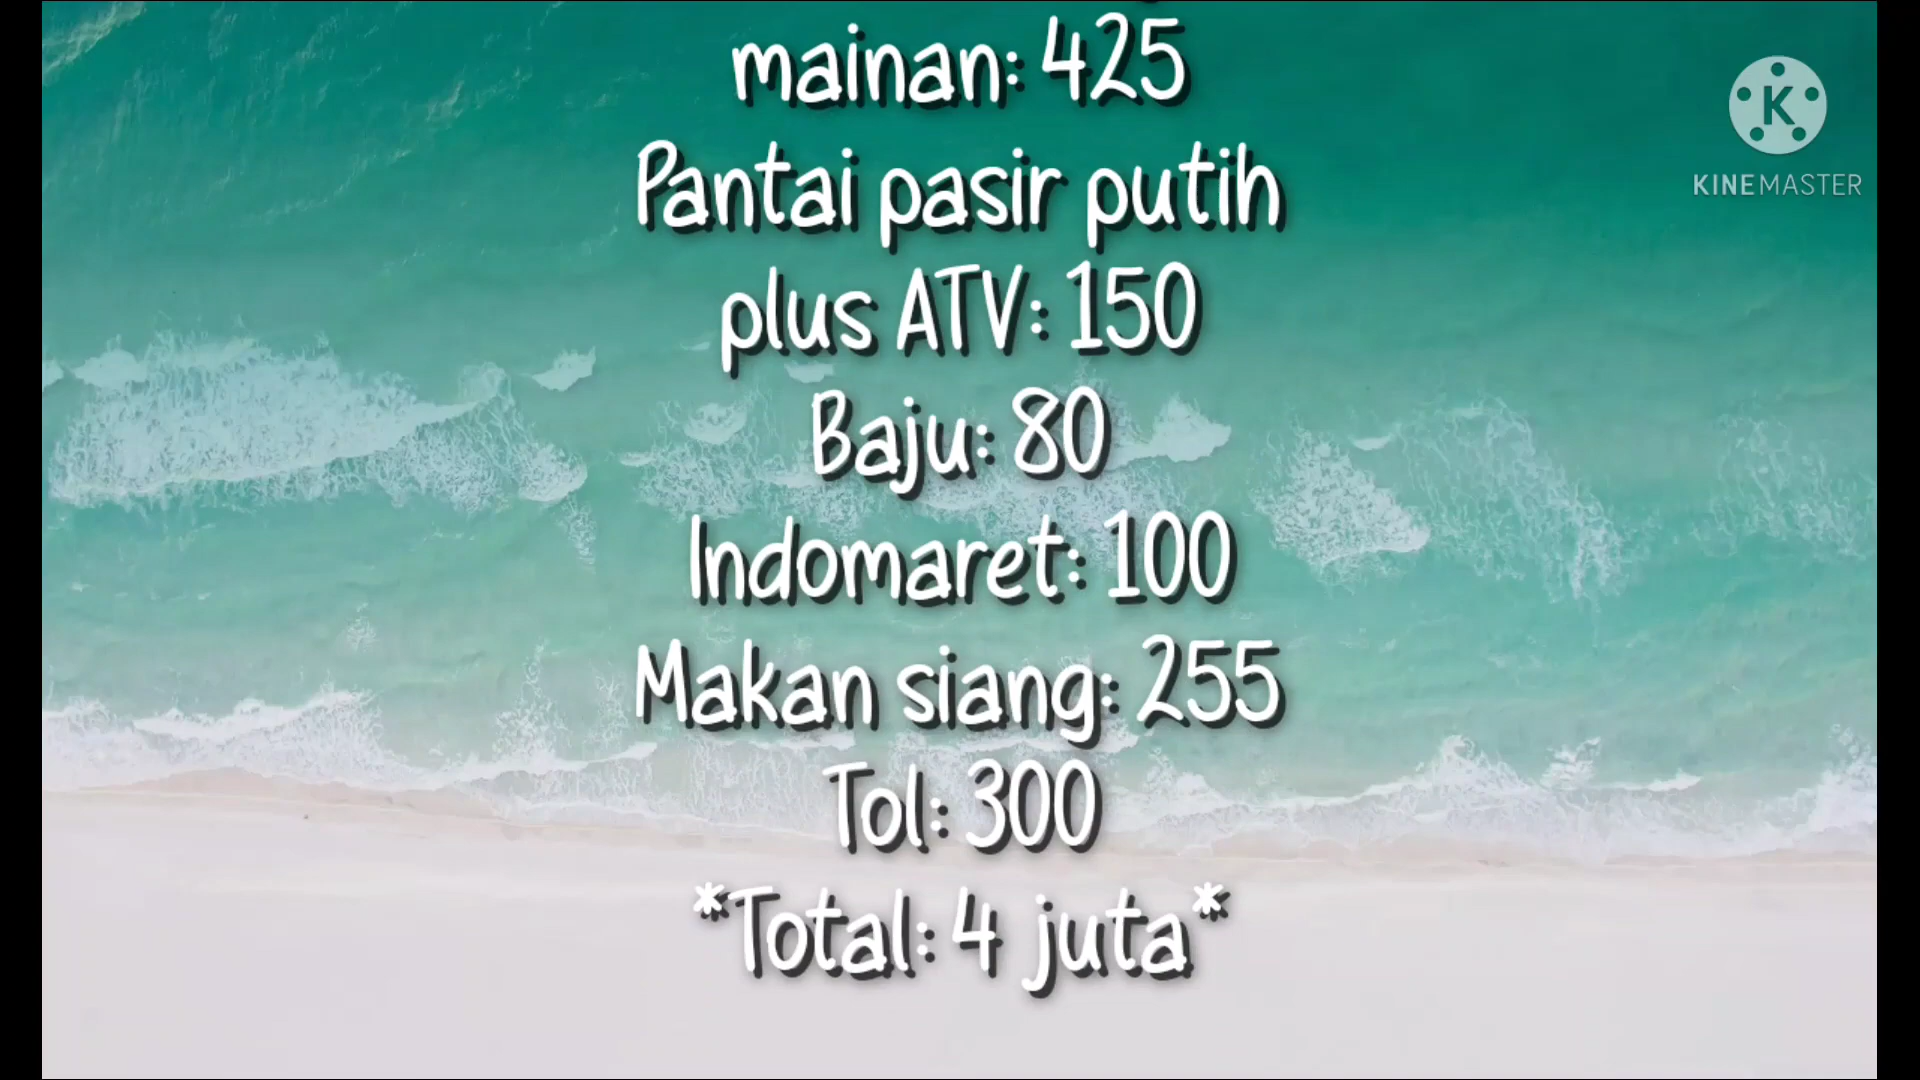 mainan: 425
Pantai pasir putih
plus ATV: 150
Baju: 80
Indomaret: 100
Makan siang: 255
Tol: 300
*Total: 4 juta*
K
KINEMASTER